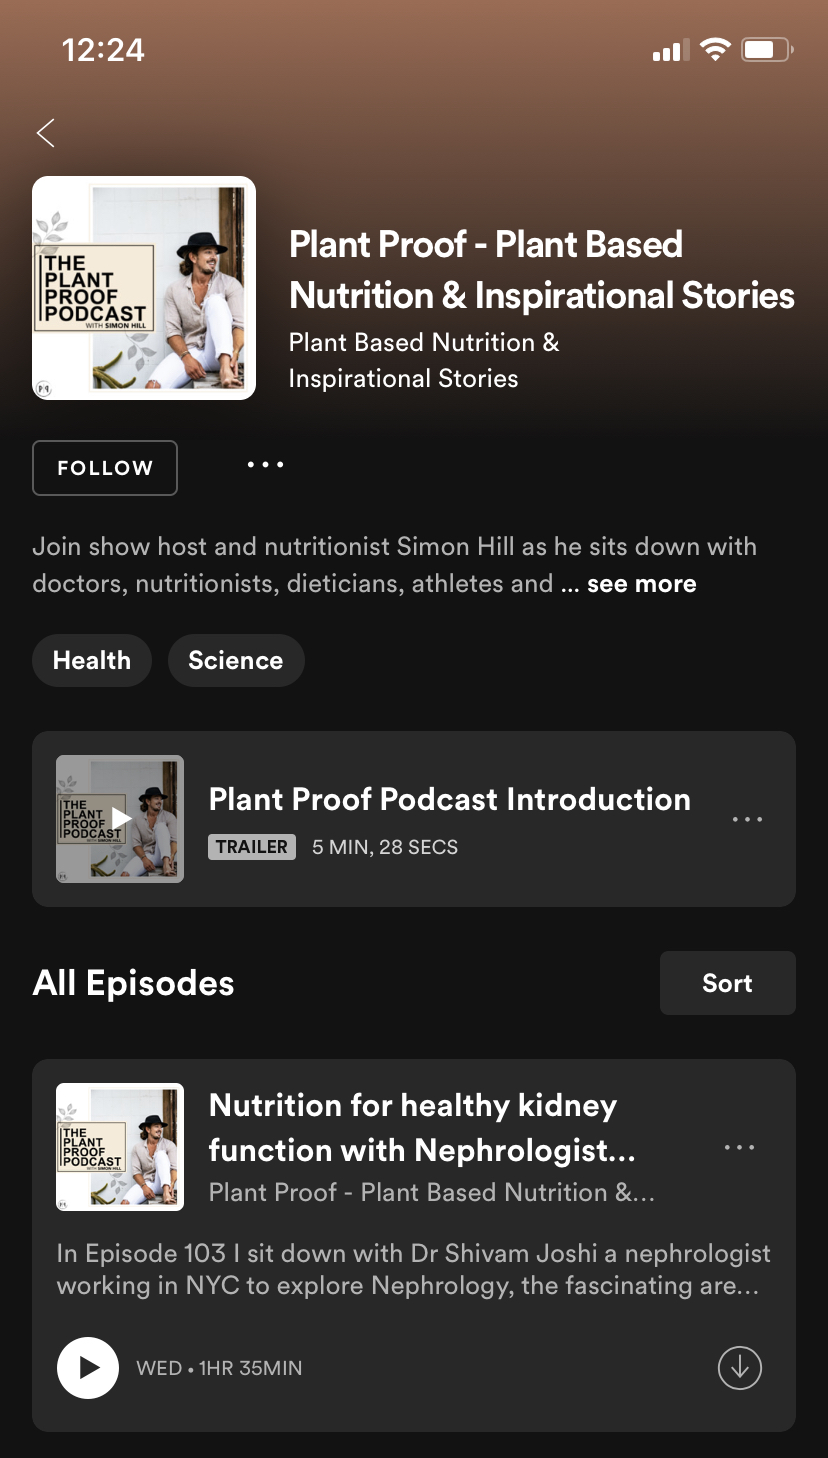 12:24
THE
PLANT
PROOF
PODCAST
WITH SIMON HILL
Plant Proof - Plant Based
Nutrition & Inspirational Stories
Plant Based Nutrition &
Inspirational Stories
FOLLOW
Join show host and nutritionist Simon Hill as he sits down with
doctors, nutritionists, dieticians, athletes and ... see more
Health
Science
THE
PLANT
PROOF
PODCAST
WITH SIMON HILL
Plant Proof Podcast Introduction
TRAILER 5 MIN, 28 SECS
All Episodes
Sort
THE
PLANT
PROOF
PODCAST
WITH SIMON HILL
Nutrition for healthy kidney
function with Nephrologist...
Plant Proof - Plant Based Nutrition &...
In Episode 103 I sit down with Dr Shivam Joshi a nephrologist
working in NYC to explore Nephrology, the fascinating are...
WED • 1HR 35MIN